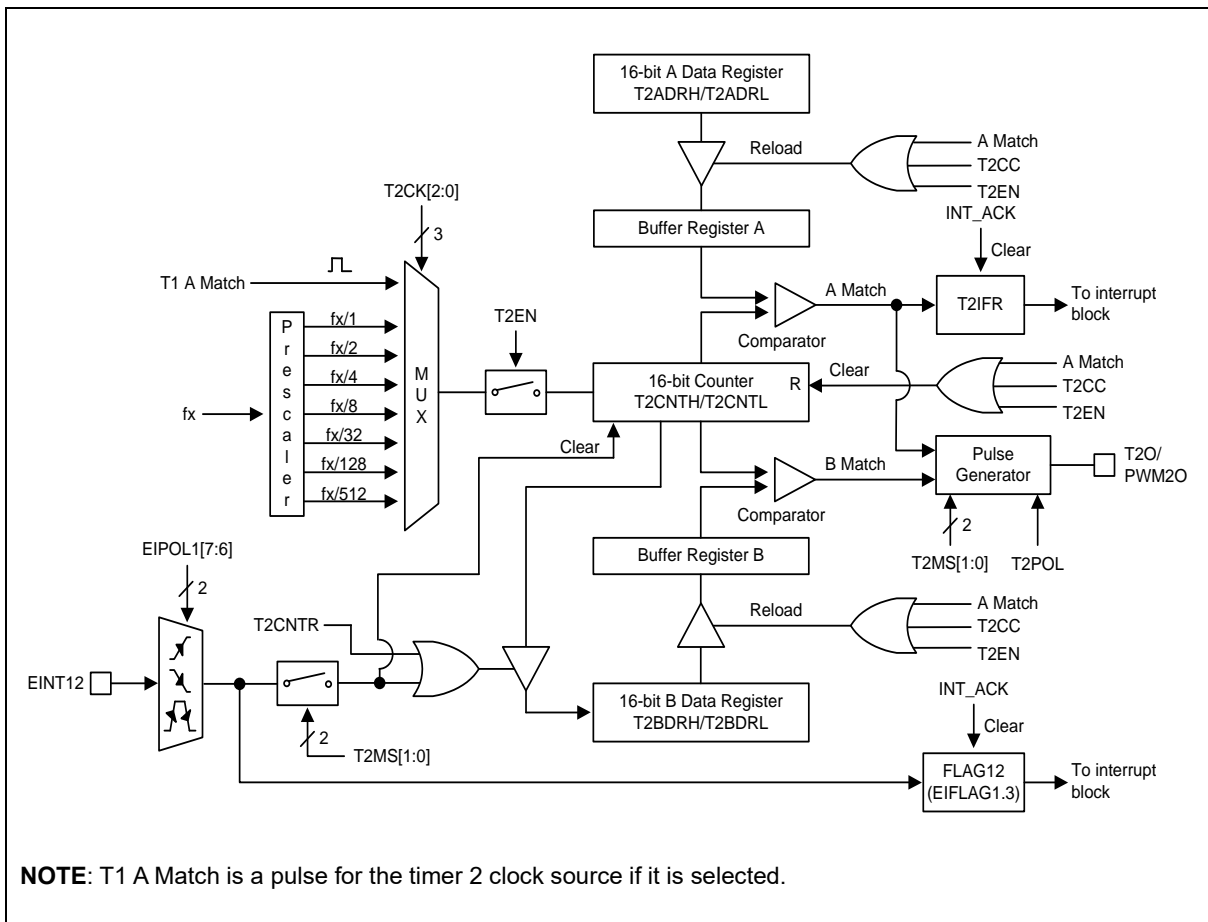 16-bit A Data Register
T2ADRH/T2ADRL
Reload
A Match
T2CC
T2EN
T2CK[2:0]
3
Buffer Register A
INT_ACK
Clear
T1 A Match
A Match
T2IFR
To interrupt
block
Comparator
P
r
e
s
c
a
l
e
r
fx
fx/1
fx/2
fx/4
fx/8
fx/32
fx/128
fx/512
M
U
X
T2EN
16-bit Counter
T2CNTH/T2CNTL
R
Clear
A Match
T2CC
T2EN
Clear
B Match
Comparator
Pulse
Generator
T2O/
PWM2O
2
T2MS[1:0]
T2POL
EIPOL1[7:6]
2
Buffer Register B
T2CNTR
Reload
A Match
T2CC
T2EN
EINT12
2
T2MS[1:0]
16-bit B Data Register
T2BDRH/T2BDRL
INT_ACK
Clear
FLAG12
(EIFLAG1.3)
To interrupt
block
NOTE: T1 A Match is a pulse for the timer 2 clock source if it is selected.